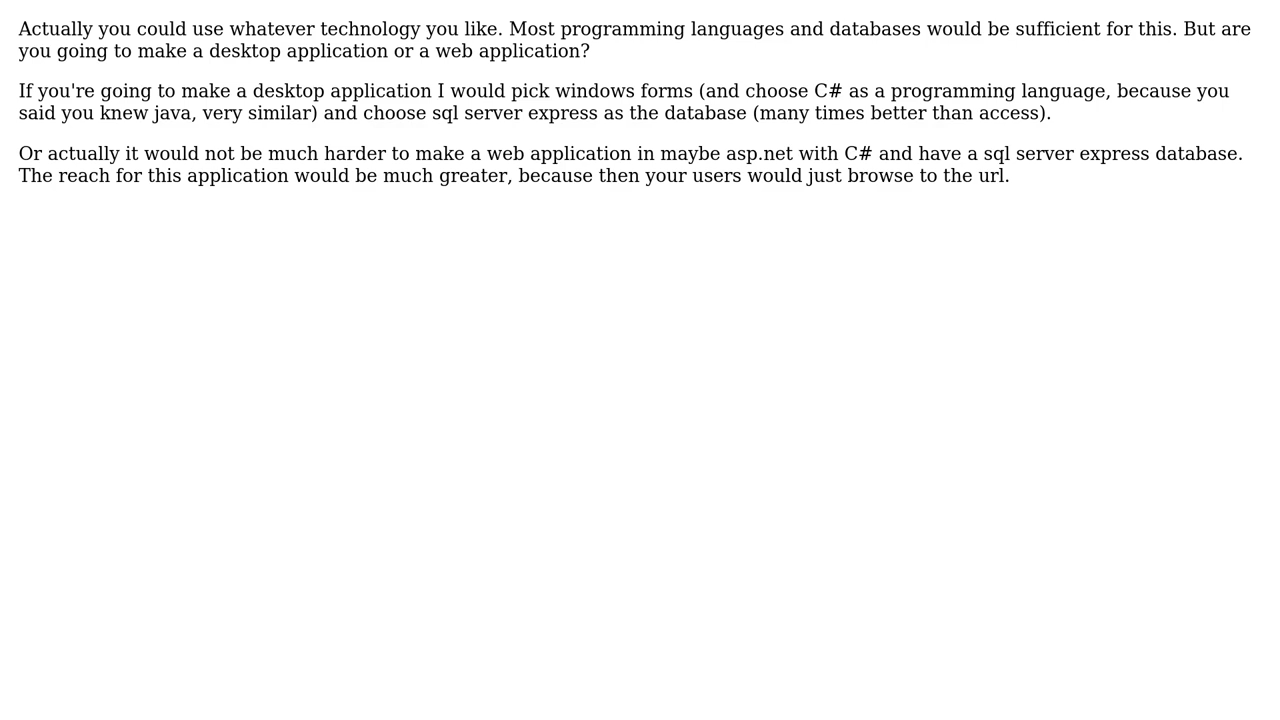 Actually you could use whatever technology you like. Most programming languages and databases would be sufficient for this. But are
you going to make a desktop application or a web application?
If you're going to make a desktop application I would pick windows forms (and choose C# as a programming language, because you
said you knew java, very similar) and choose sql server express as the database (many times better than access).
Or actually it would not be much harder to make a web application in maybe asp.net with C# and have a sql server express database.
The reach for this application would be much greater, because then your users would just browse to the url.